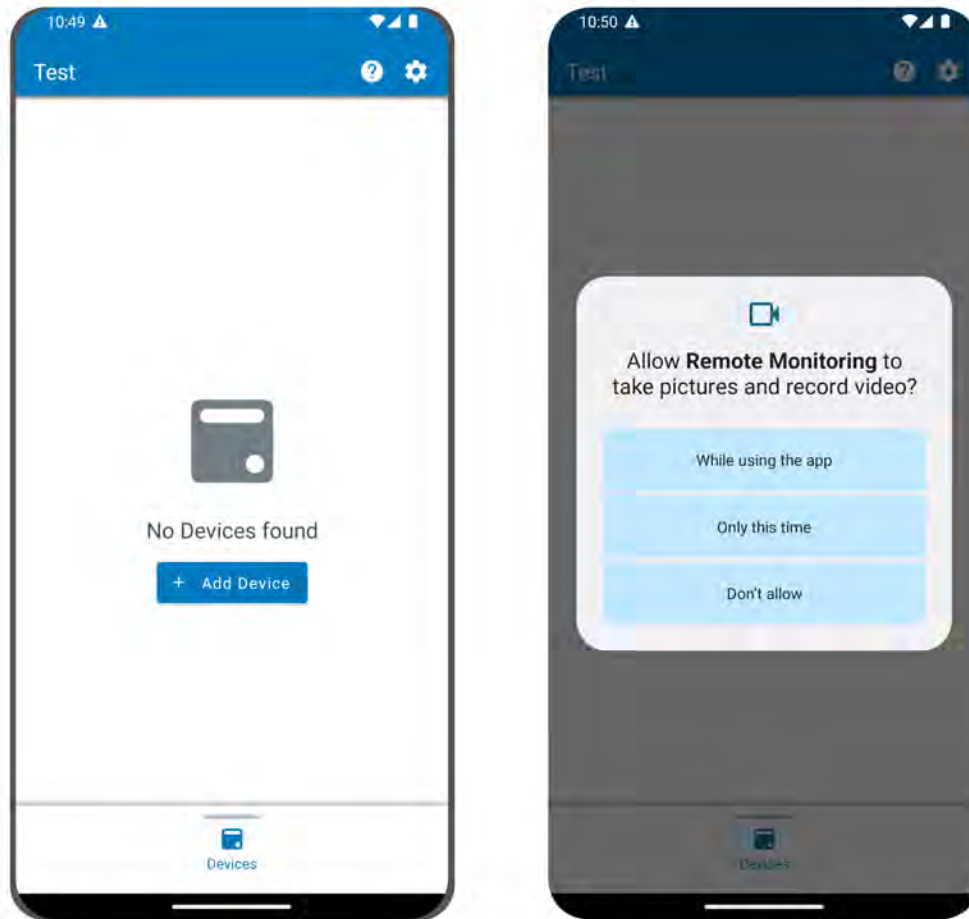 10:49
Test
No Devices found
+ Add Device
Devices
10:50
Test
Allow Remote Monitoring to
take pictures and record video?
While using the app
Only this time
Don't allow
Devices